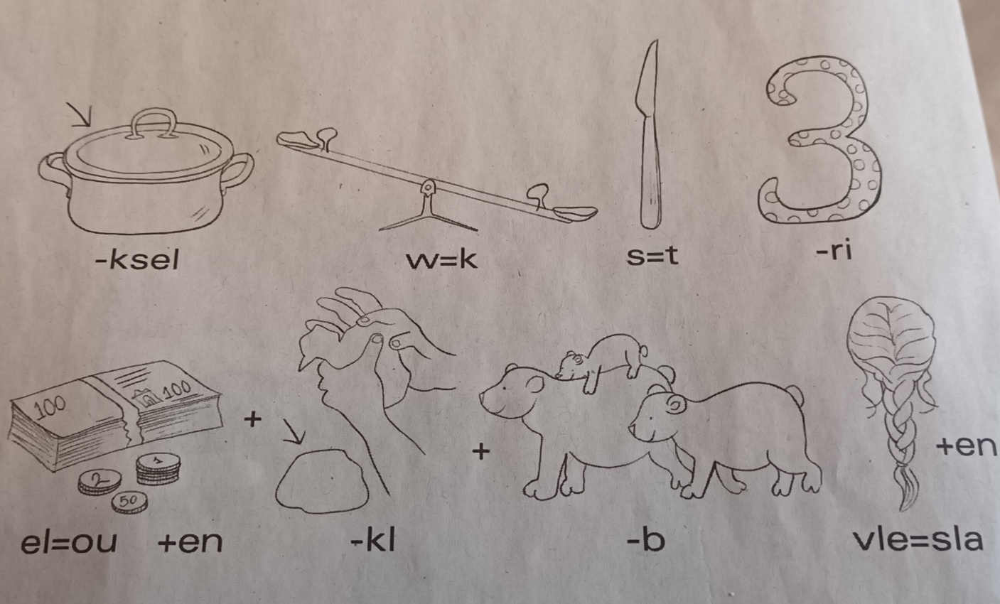 -ksel w=k s=t -ri
100 100
2 1
50
+ + +en
el=ou +en -kl -b vle=sla